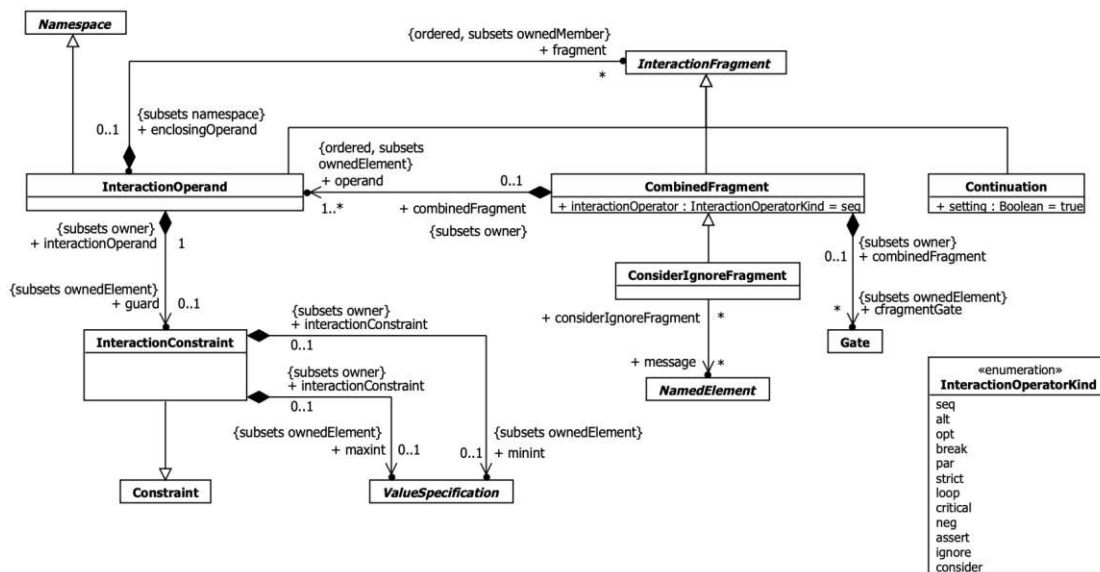 Namespace
{ordered, subsets ownedMember}
+ fragment
*
InteractionFragment
{subsets namespace}
0..1
+ enclosingOperand
{ordered, subsets
ownedElement}
+ operand
1..*
0..1
+ combinedFragment
{subsets owner}
InteractionOperand
CombinedFragment
+ interactionOperator : InteractionOperatorKind = seq
Continuation
+ setting : Boolean = true
{subsets owner}
+ interactionOperand
1
{subsets owner}
0..1
+ combinedFragment
ConsiderIgnoreFragment
{subsets ownedElement}
+ guard
0..1
{subsets owner}
+ interactionConstraint
0..1
+ considerIgnoreFragment
*
{subsets ownedElement}
* + cfragmentGate
InteractionConstraint
Gate
{subsets owner}
+ interactionConstraint
0..1
+ message
*
NamedElement
{subsets ownedElement}
+ maxint
0..1
{subsets ownedElement}
0..1 + minint
Constraint
ValueSpecification
«enumeration»
InteractionOperatorKind
seq
alt
opt
break
par
strict
loop
critical
neg
assert
ignore
consider